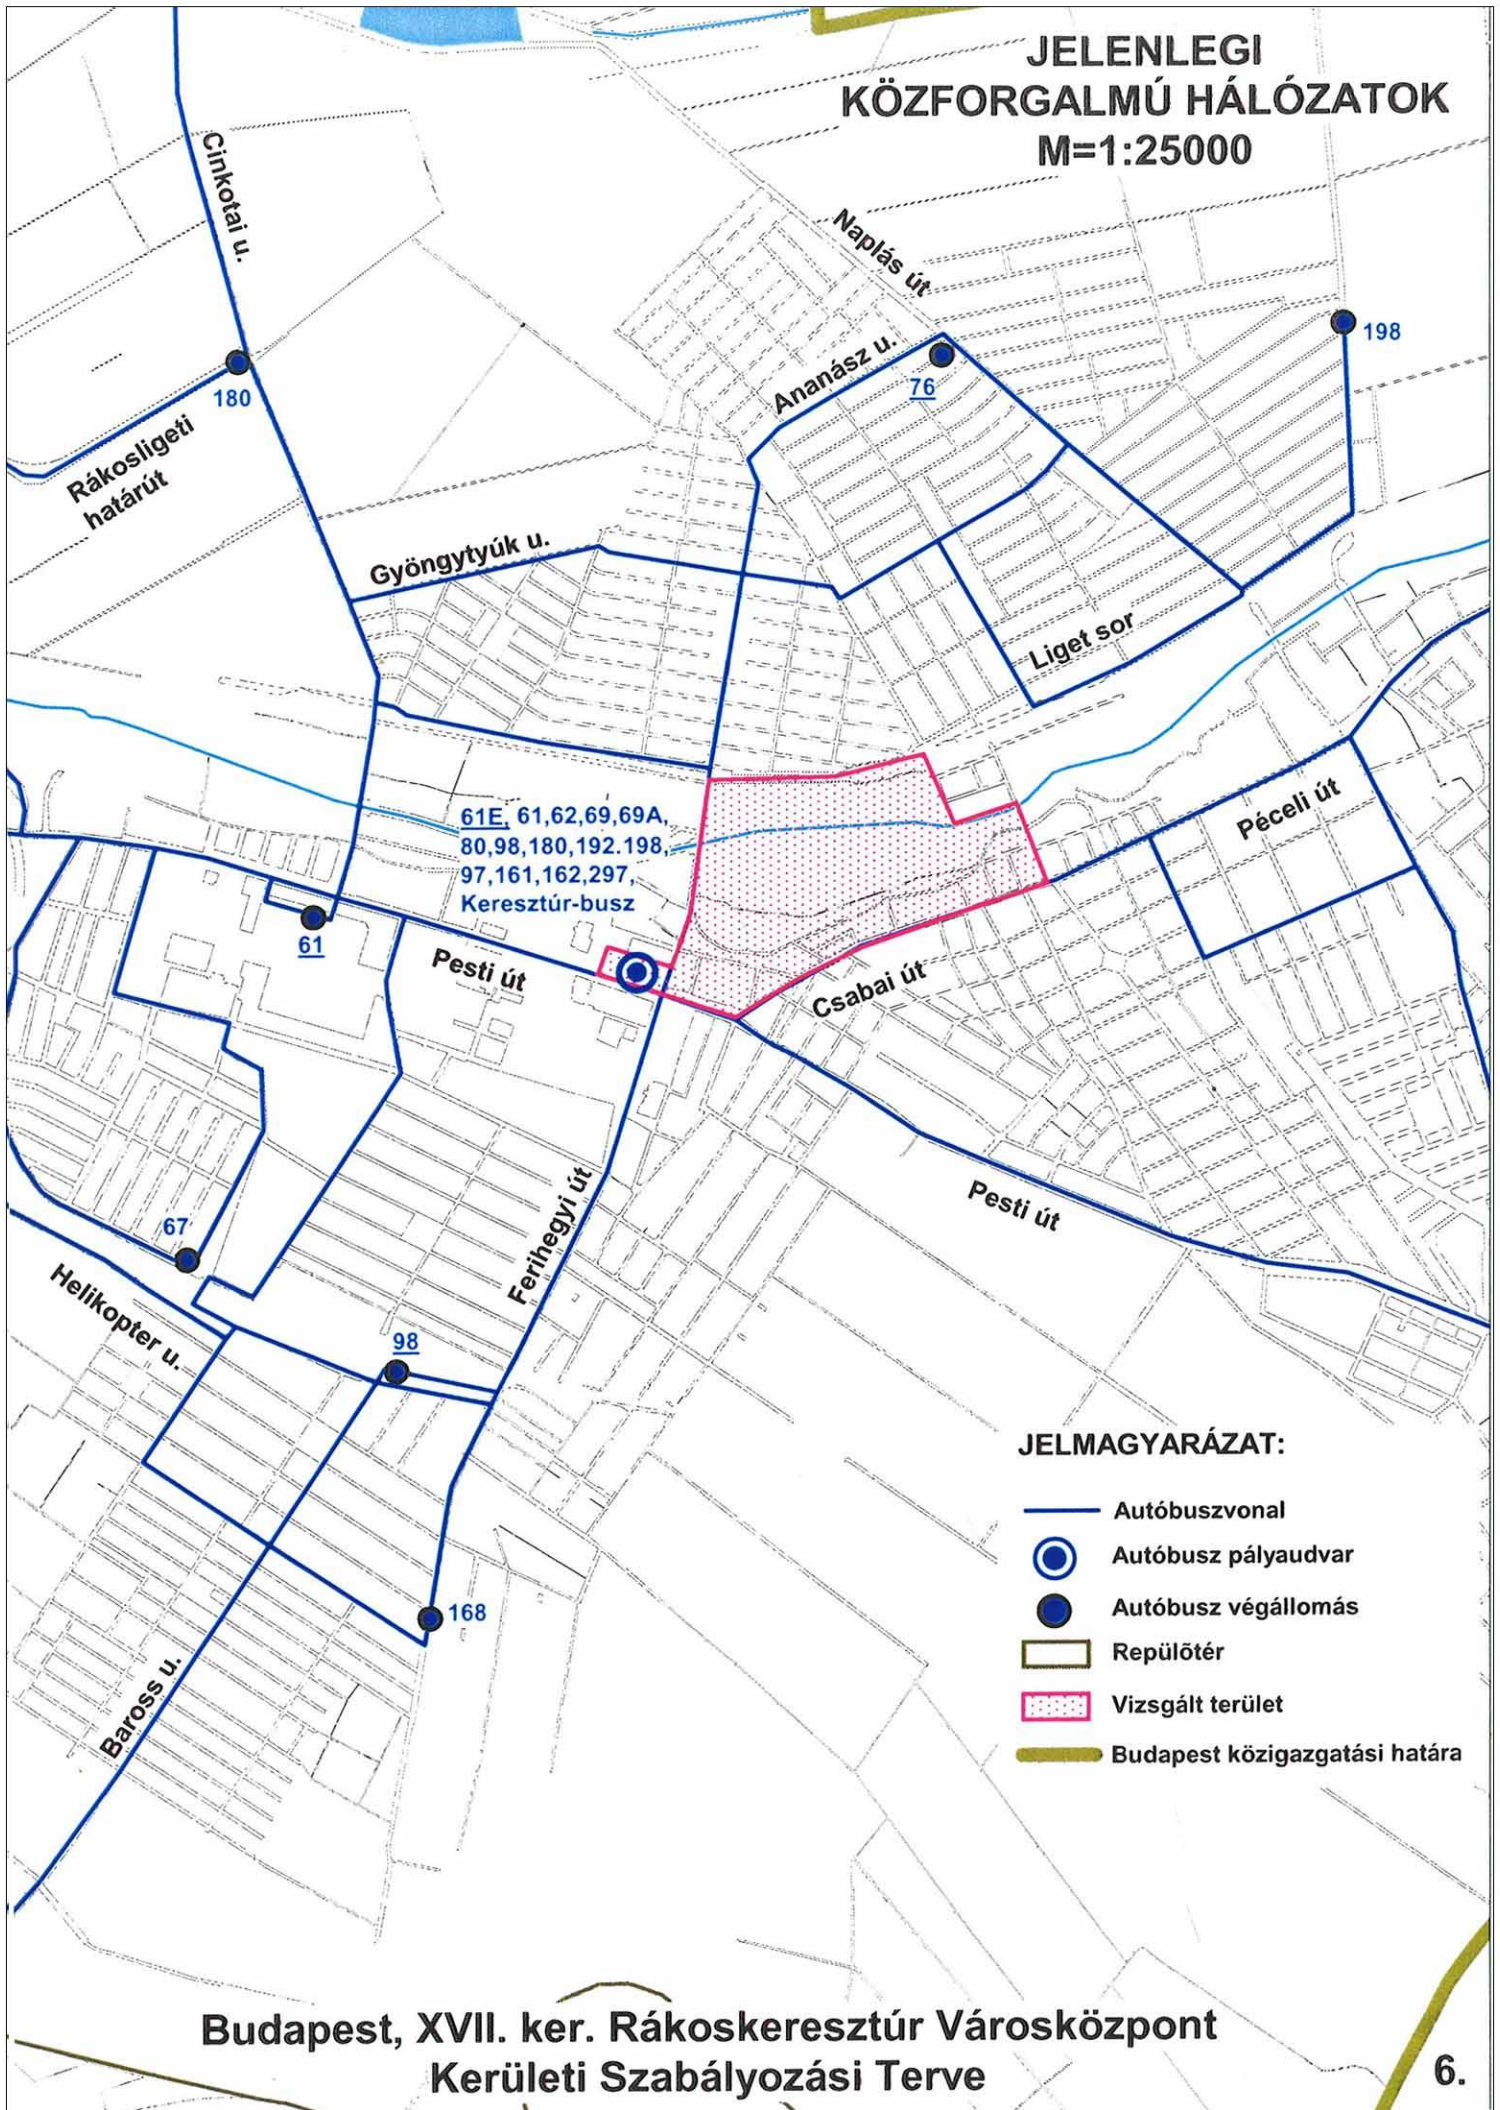 JELENLEGI
KÖZFORGALMÚ HÁLÓZATOK
M=1:25000
Cinkotai u.
Naplás út
198
Ananász u.
76
180
Rákosligeti
határút
Gyöngytyúk u.
Liget sor
Péceli út
61E, 61,62,69,69A,
80,98,180,192.198,
97,161,162,297,
Keresztúr-busz
61
Pesti út
Csabai út
Pesti út
67
Ferihegyi út
Helikopter u.
98
168
Baross u.
JELMAGYARÁZAT:
Autóbuszvonal
Autóbusz pályaudvar
Autóbusz végállomás
Repülõtér
Vizsgált terület
Budapest közigazgatási határa
Budapest, XVII. ker. Rákoskeresztúr Városközpont
Kerületi Szabályozási Terve
6.